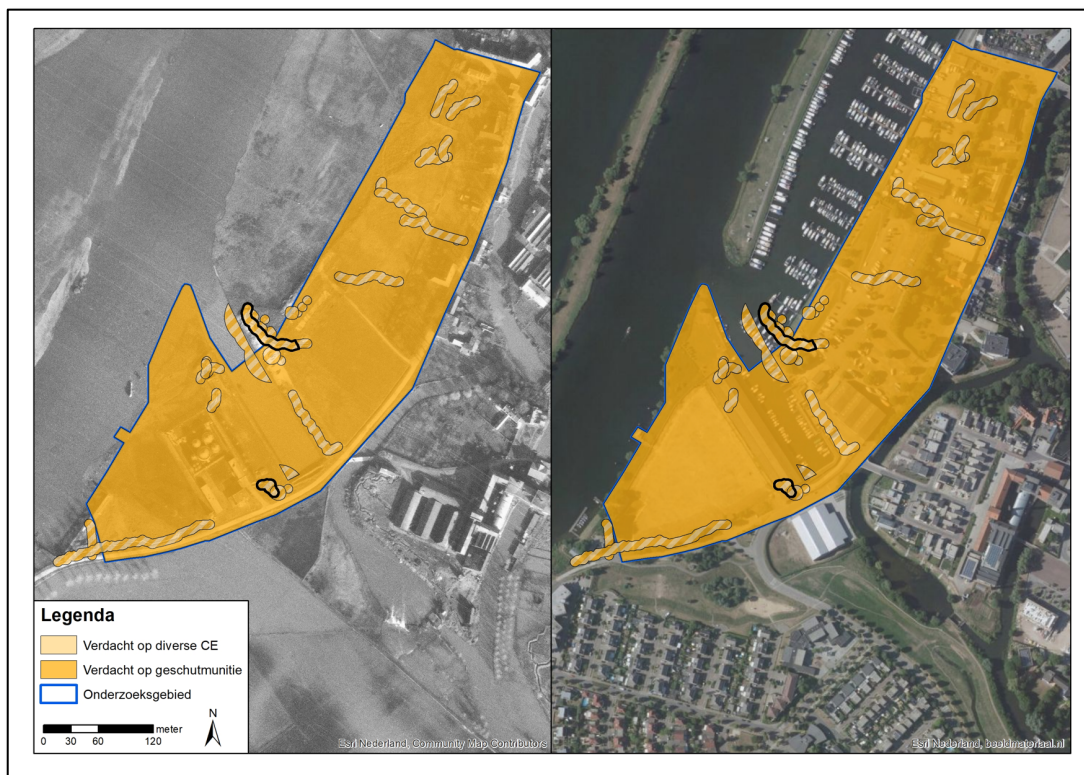 Legenda
Verdacht op diverse CE
Verdacht op geschutmunitie
Onderzoeksgebied
meter
0 30 60 120
N
Esri Nederland, Community Map Contributors
Esri Nederland, beeldmateriaal.nl